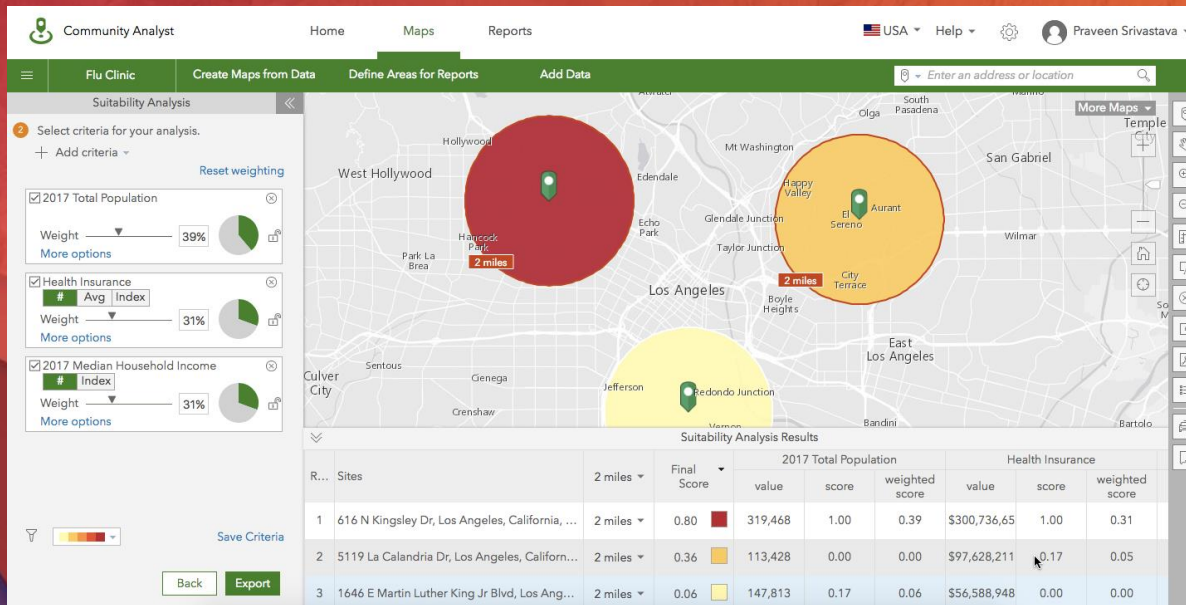 Community Analyst
Home
Maps
Reports
USA
Help
Praveen Srivastava
Flu Clinic
Create Maps from Data
Define Areas for Reports
Add Data
Enter an address or location
Suitability Analysis
2 Select criteria for your analysis.
Add criteria
Reset weighting
2017 Total Population
Weight 39%
More options
Health Insurance
# Avg Index
Weight 31%
More options
2017 Median Household Income
# Index
Weight 31%
More options
Save Criteria
Back
Export
More Maps
South
Pasadena
Olga
Temple
Hollywood
Mt Washington
San Gabriel
West Hollywood
Edendale
Happy
Valley
Aurant
El
Sereno
Echo
Park
Glendale Junction
Hancock
Park
Wilmar
Park La
Brea
2 miles
Taylor Junction
2 miles
City
Terrace
Los Angeles
Boyle
Heights
East
Los Angeles
Sentous
Culver
City
Cienega
Jefferson
Redondo Junction
Crenshaw
Vernon
Bandini
Bartolo
Suitability Analysis Results
R... Sites 2 miles Final Score 2017 Total Population Health Insurance
value score weighted score value score weighted score
1 616 N Kingsley Dr, Los Angeles, California, ... 2 miles 0.80 319,468 1.00 0.39 $300,736,65 1.00 0.31
2 5119 La Calandria Dr, Los Angeles, Californ... 2 miles 0.36 113,428 0.00 0.00 $97,628,211 0.17 0.05
3 1646 E Martin Luther King Jr Blvd, Los Ang... 2 miles 0.06 147,813 0.17 0.06 $56,588,948 0.00 0.00